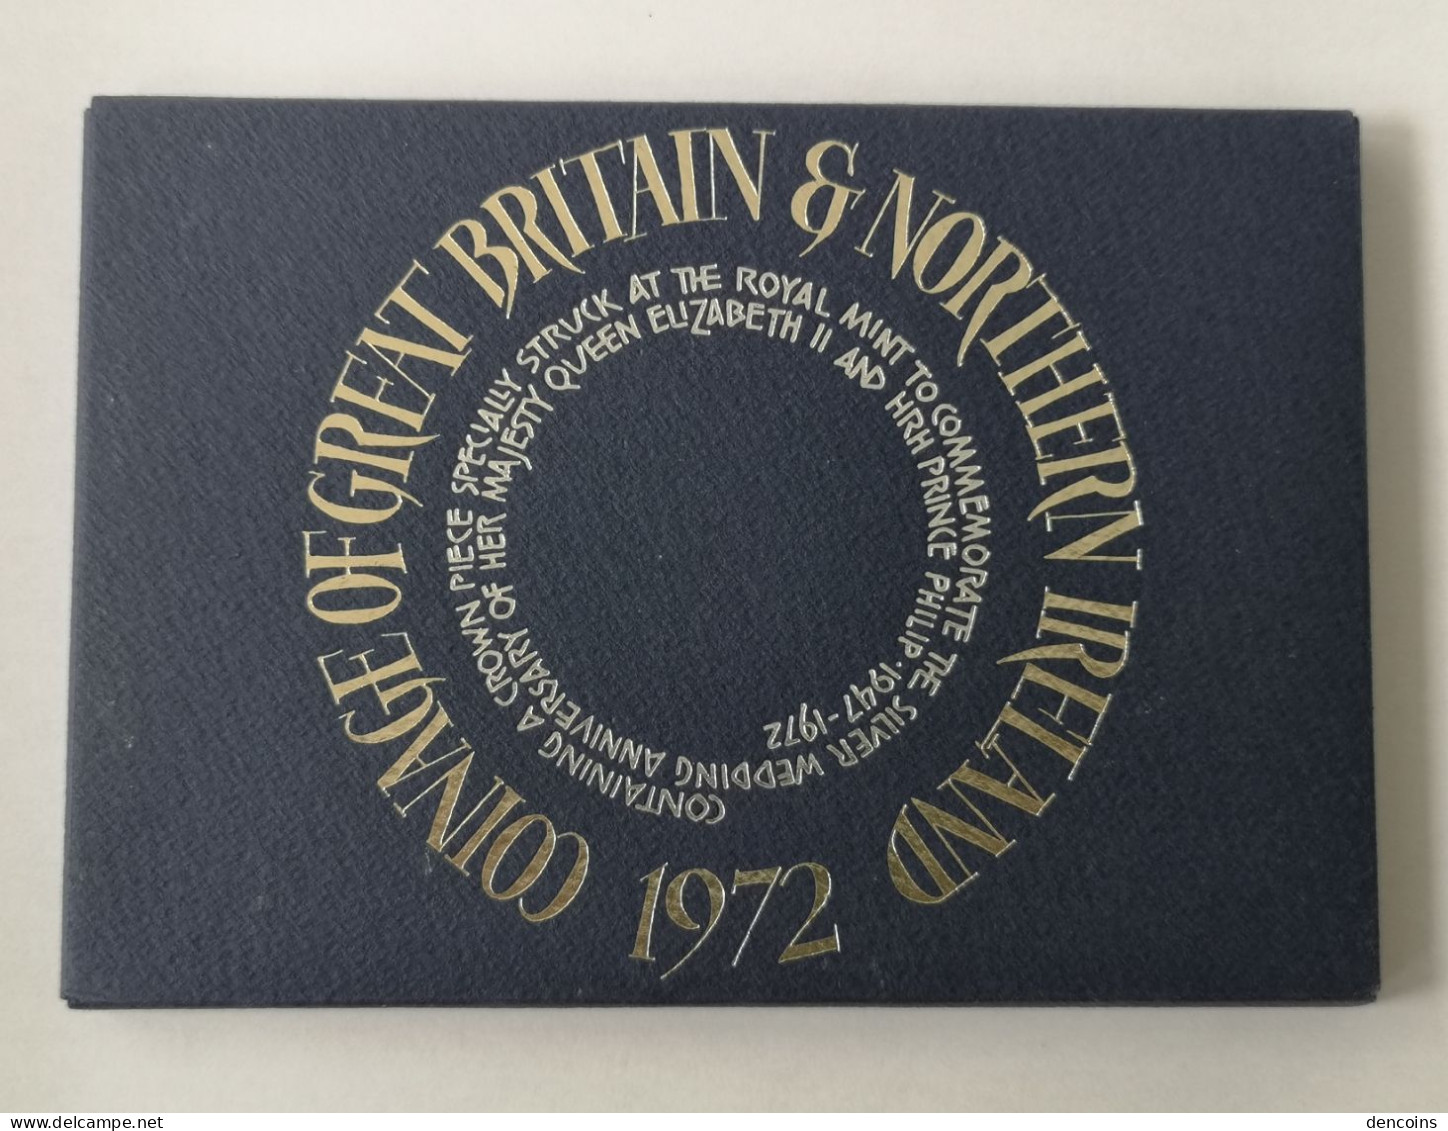 COINAGE OF GREAT BRITAIN & NORTHERN IRELAND
1972
CONTAINING A CROWN PIECE SPECIALLY STRUCK AT THE ROYAL MINT TO COMMEMORATE THE SILVER WEDDING ANNIVERSARY OF HER MAJESTY QUEEN ELIZABETH II AND HRH PRINCE PHILIP · 1947-1972
delcampe.net
dencoins